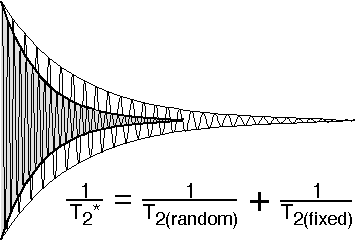 1/T₂* = 1/T₂(random) + 1/T₂(fixed)